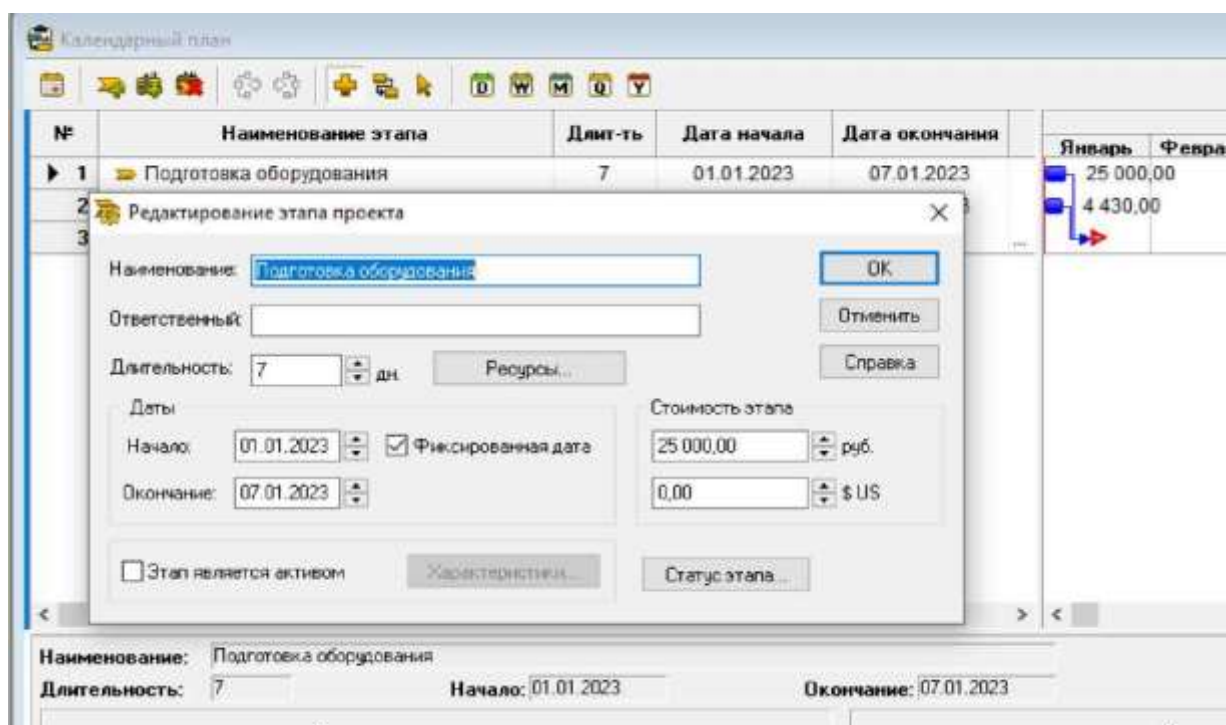 Календарный план
D W M Q Y
№ Наименование этапа Длит-ть Дата начала Дата окончания
Январь Февра
1 Подготовка оборудования 7 01.01.2023 07.01.2023 25 000,00
2 3 4 430,00
3 ...
Редактирование этапа проекта
Наименование: Подготовка оборудования OK
Ответственный: Отменить
Длительность: 7 дн. Ресурсы... Справка
Даты Стоимость этапа
Начало: 01.01.2023 Фиксированная дата 25 000,00 руб.
Окончание: 07.01.2023 0,00 $ US
Этап является активом Характеристики... Статус этапа...
Наименование: Подготовка оборудования
Длительность: 7 Начало: 01.01.2023 Окончание: 07.01.2023